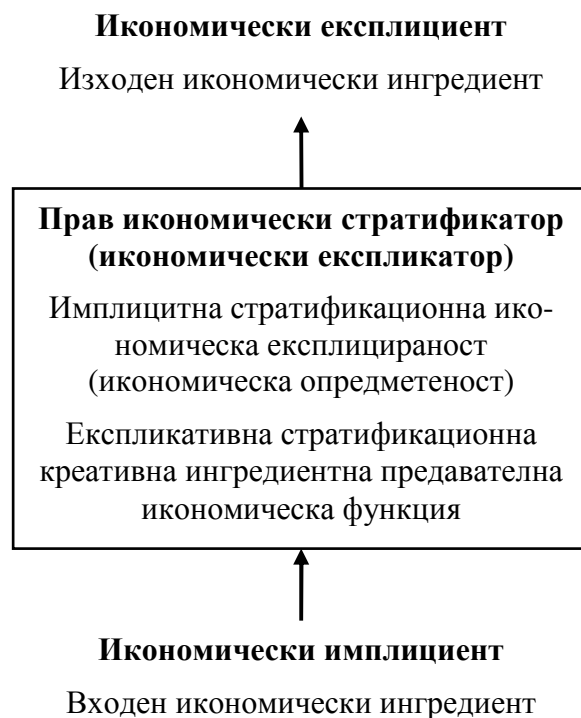 Икономически експлициент
Изходен икономически ингредиент
Прав икономически стратификатор
(икономически експликатор)
Имплицитна стратификационна ико-
номическа експлицираност
(икономическа опредметеност)
Експликативна стратификационна
креативна ингредиентна предавателна
икономическа функция
Икономически имплициент
Входен икономически ингредиент